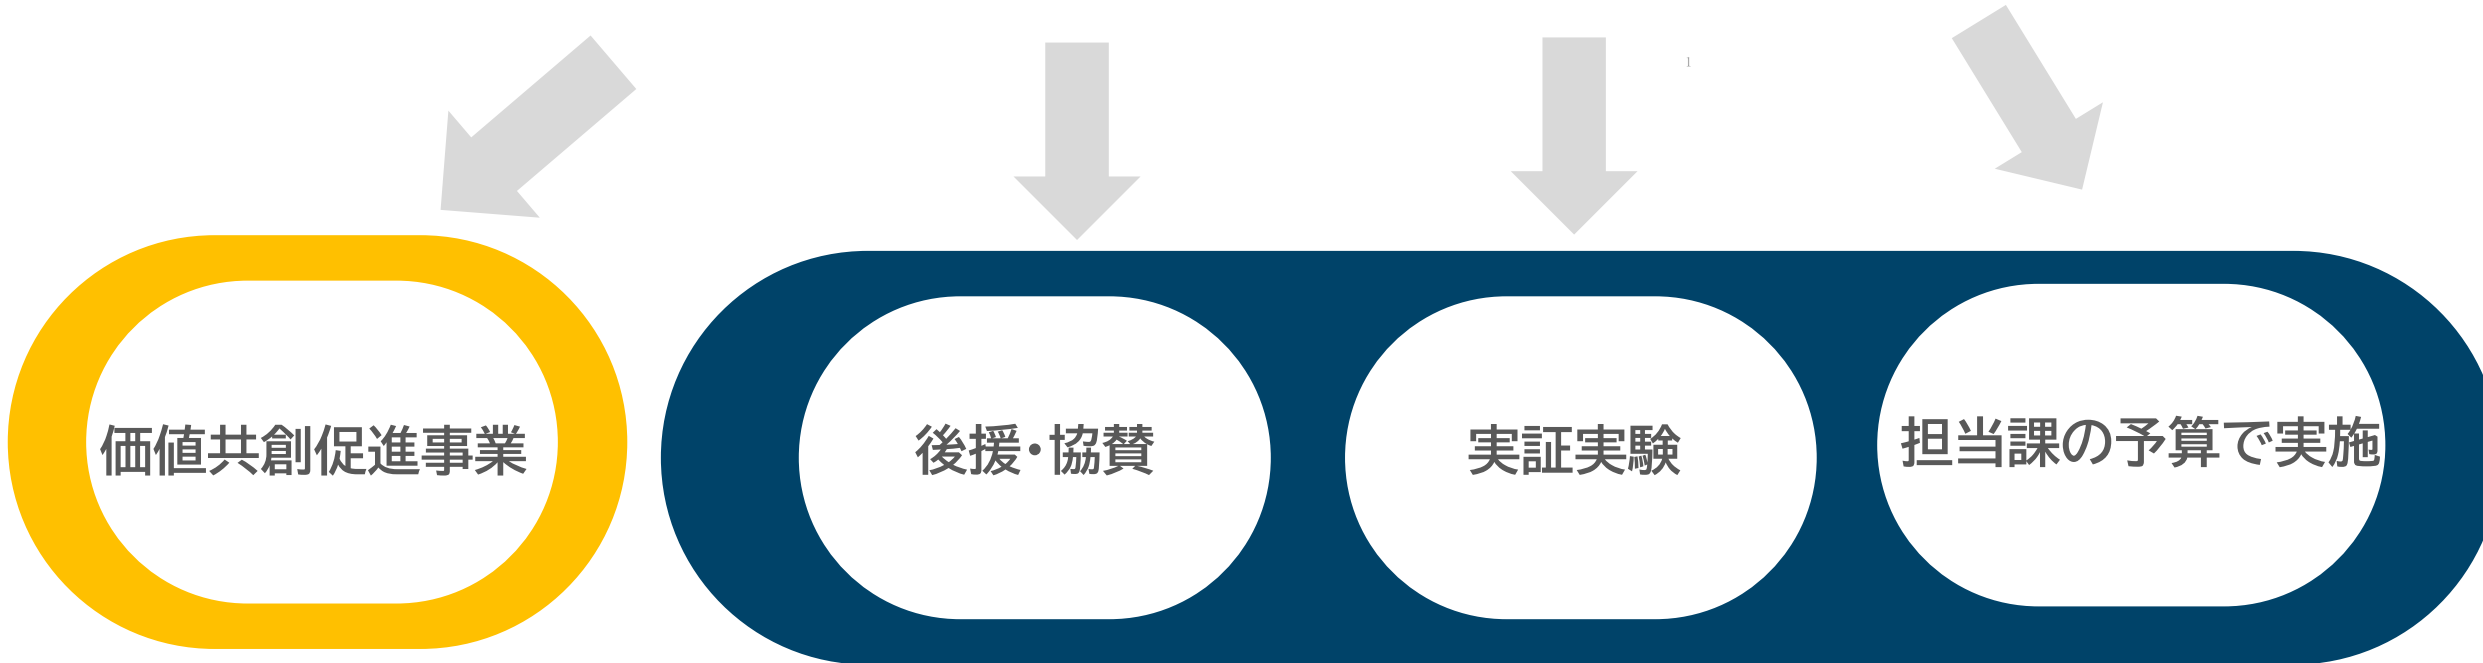 1
価値共創促進事業
後援・協賛
実証実験
担当課の予算で実施